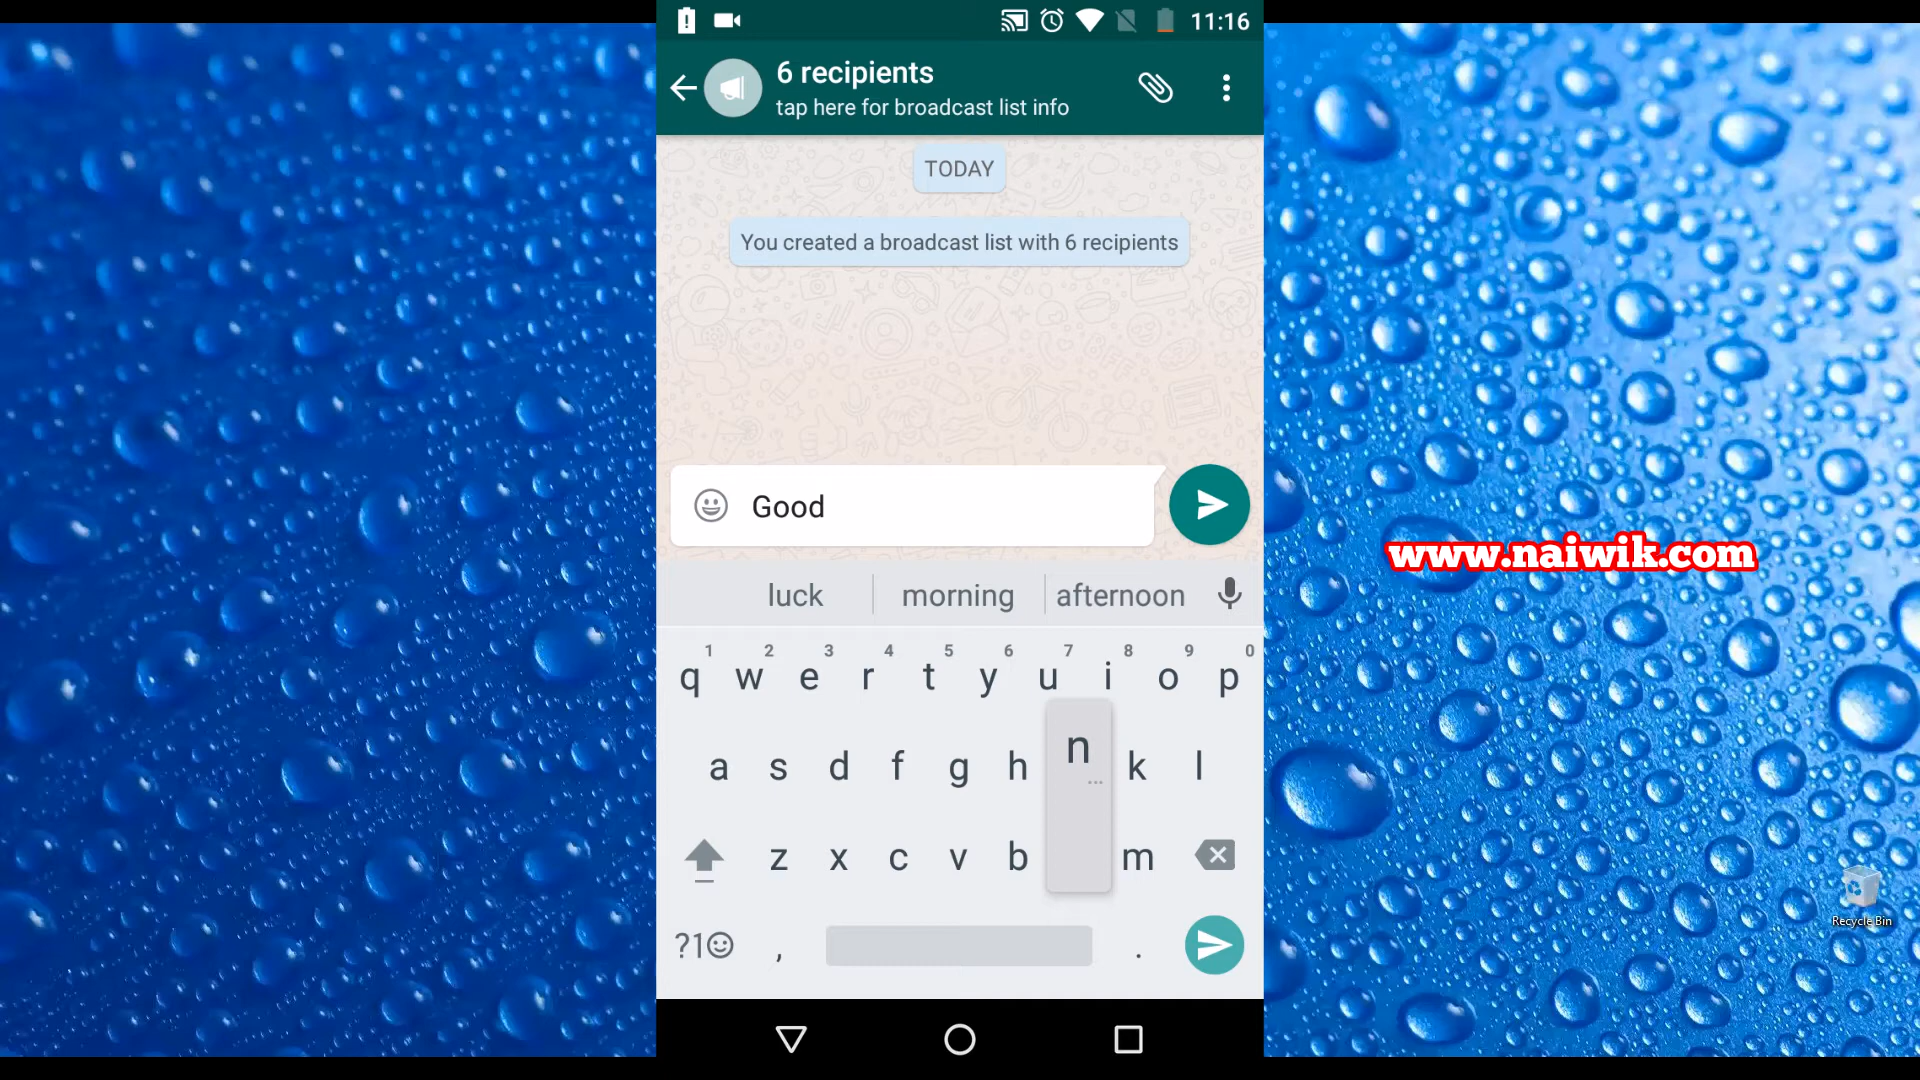 11:16
6 recipients
tap here for broadcast list info
TODAY
You created a broadcast list with 6 recipients
Good
luck morning afternoon
1 2 3 4 5 6 7 8 9 0
q w e r t y u i o p
n
a s d f g h k l
z x c v b m
?1 , .
www.naiwik.com
Recycle Bin